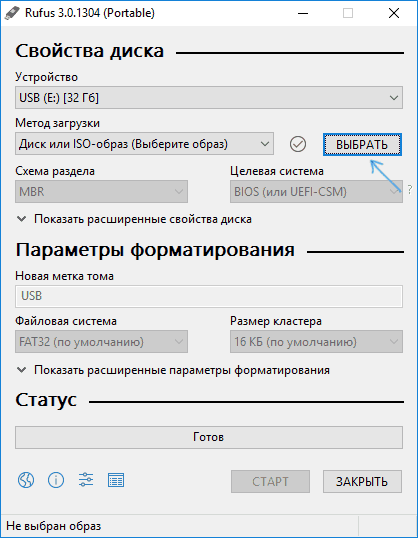 Rufus 3.0.1304 (Portable)
Свойства диска
Устройство
USB (E:) [32 Гб]
Метод загрузки
Диск или ISO-образ (Выберите образ) ВЫБРАТЬ
Схема раздела Целевая система
MBR BIOS (или UEFI-CSM) ?
Показать расширенные свойства диска
Параметры форматирования
Новая метка тома
USB
Файловая система Размер кластера
FAT32 (по умолчанию) 16 КБ (по умолчанию)
Показать расширенные параметры форматирования
Статус
Готов
СТАРТ ЗАКРЫТЬ
Не выбран образ